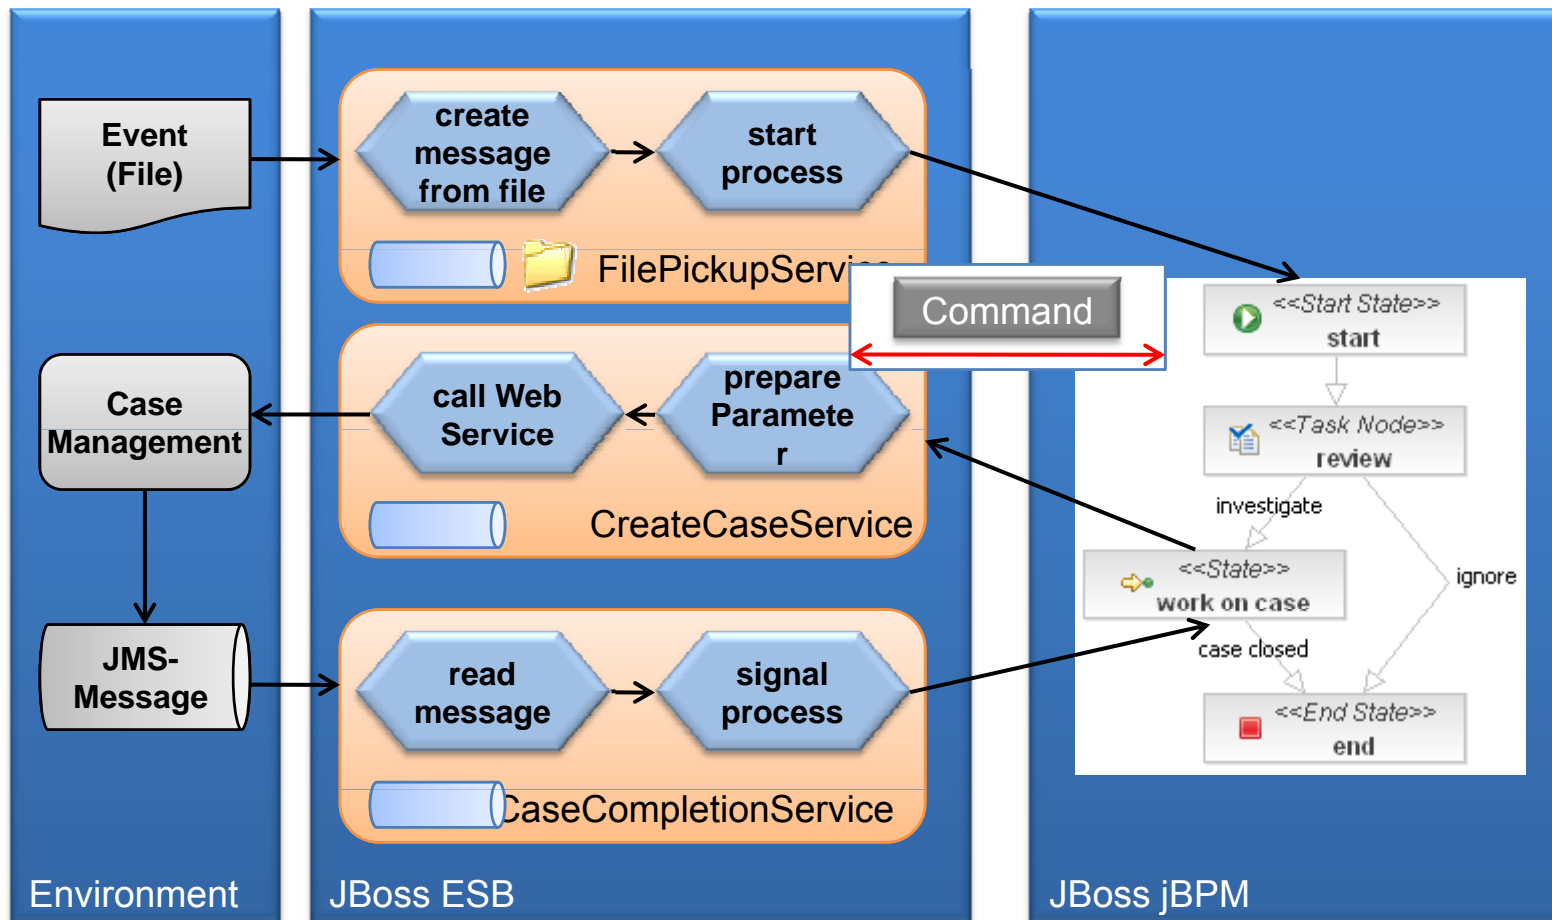 Event
(File)
create
message
from file
start
process
FilePickupService
Command
Case
Management
call Web
Service
prepare
Paramete
r
CreateCaseService
JMS-
Message
read
message
signal
process
CaseCompletionService
<<Start State>>
start
<<Task Node>>
review
investigate
ignore
<<State>>
work on case
case closed
<<End State>>
end
Environment
JBoss ESB
JBoss jBPM